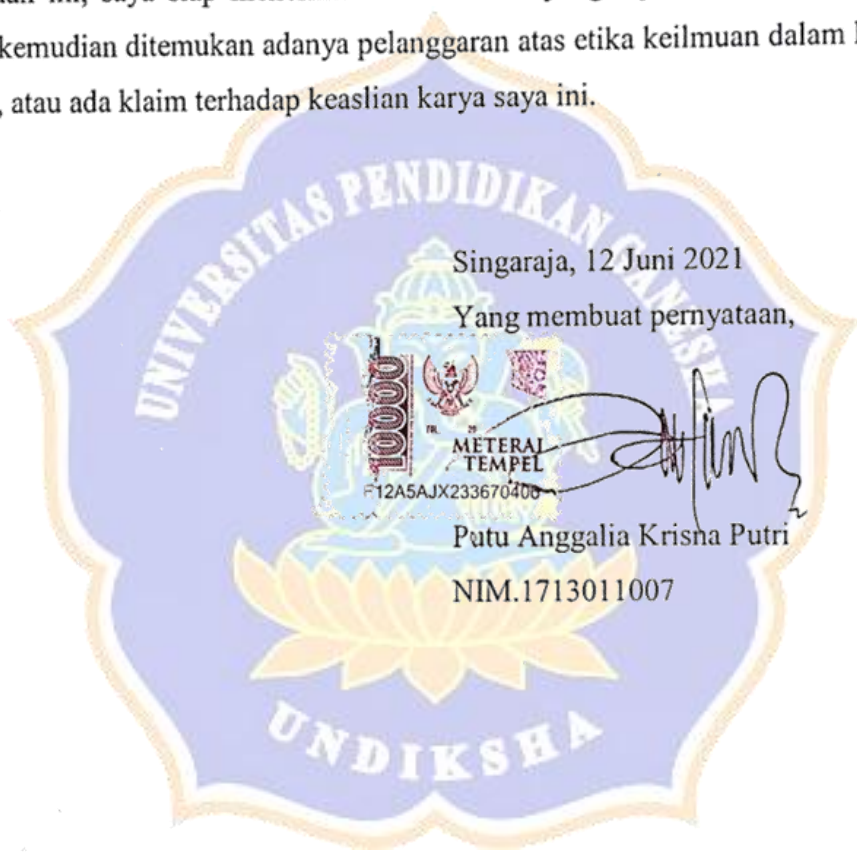 kemudian ditemukan adanya pelanggaran atas etika keilmuan dalam
, atau ada klaim terhadap keaslian karya saya ini.
UNIVERSITAS PENDIDIKAN GANESHA
Singaraja, 12 Juni 2021
Yang membuat pernyataan,
10000
METERAI
TEMPEL
F12A5AJX233670400
Putu Anggalia Krisna Putri
NIM.1713011007
UNDIKSHA